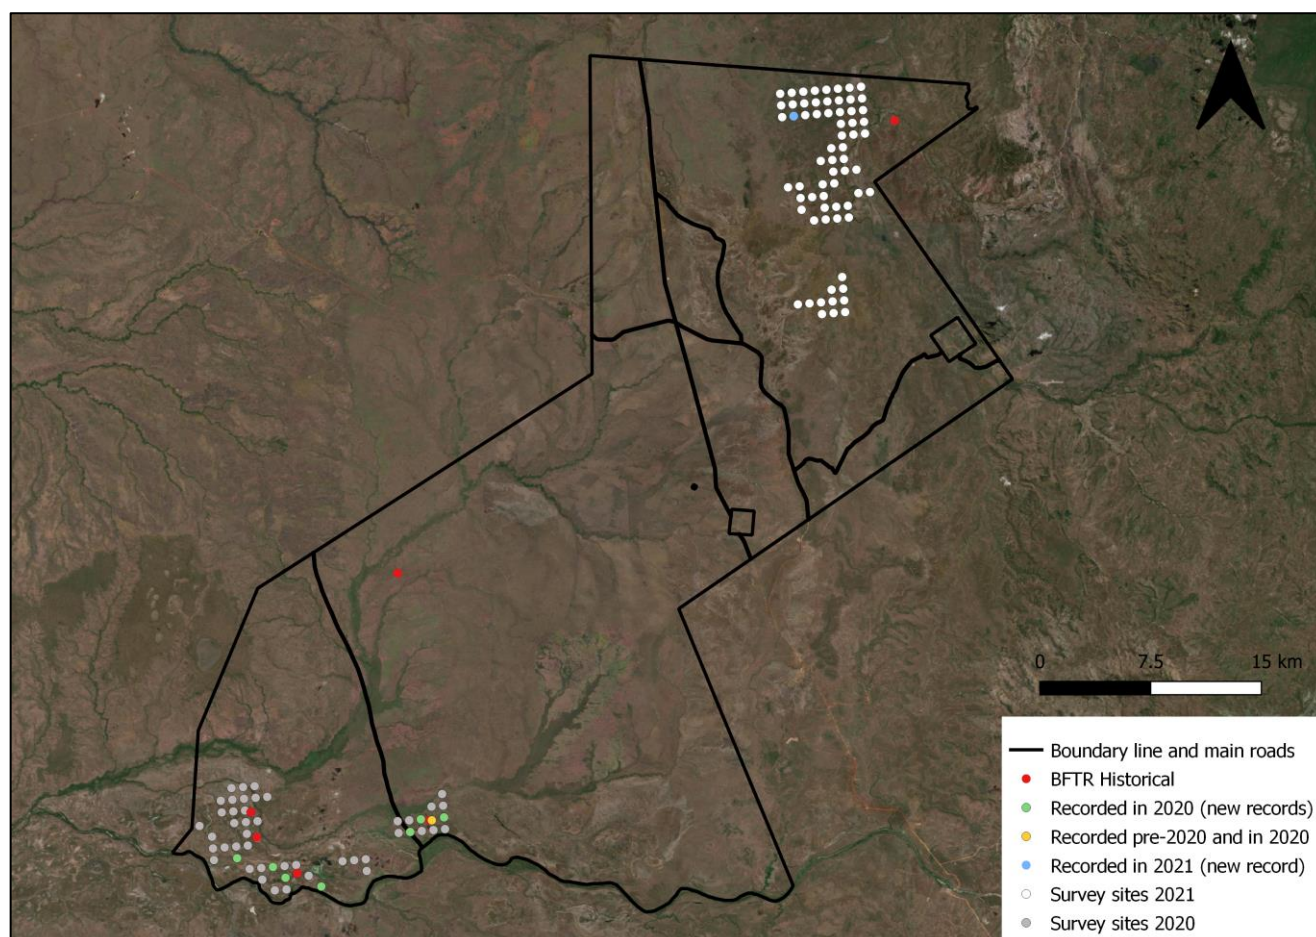 0 7.5 15 km
Boundary line and main roads
BFTR Historical
Recorded in 2020 (new records)
Recorded pre-2020 and in 2020
Recorded in 2021 (new record)
Survey sites 2021
Survey sites 2020